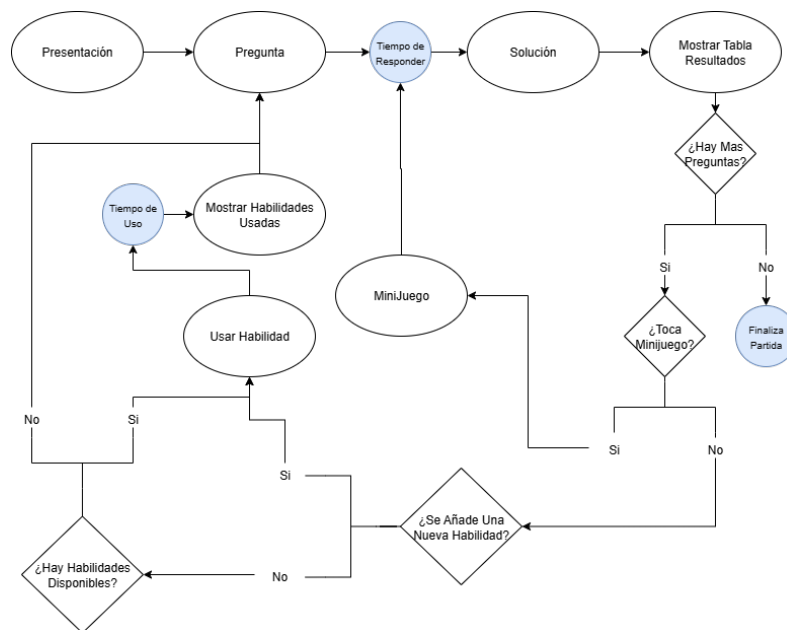 Presentación
Pregunta
Tiempo de
Responder
Solución
Mostrar Tabla
Resultados
¿Hay Mas
Preguntas?
Tiempo de
Uso
Mostrar Habilidades
Usadas
Si
No
MiniJuego
Usar Habilidad
¿Toca
Minijuego?
Finaliza
Partida
No
Si
Si
Si
No
¿Se Añade Una
Nueva Habilidad?
¿Hay Habilidades
Disponibles?
No